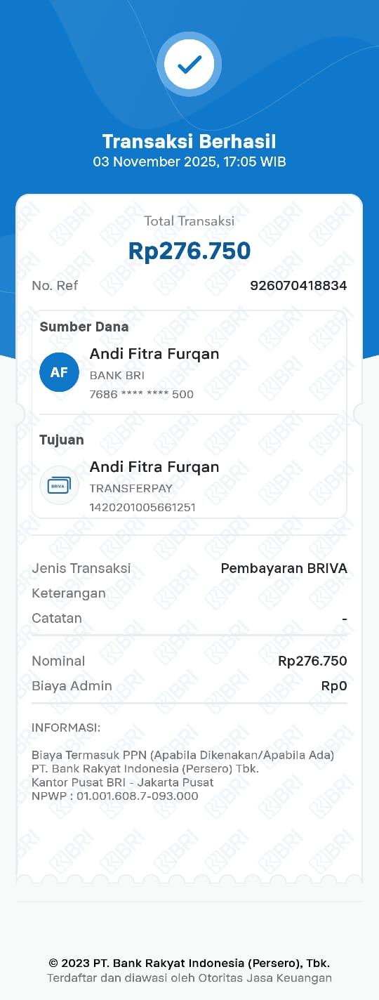 Transaksi Berhasil
03 November 2025, 17:05 WIB
Total Transaksi
Rp276.750
No. Ref 926070418834
Sumber Dana
AF
Andi Fitra Furqan
BANK BRI
7686 **** **** 500
Tujuan
BRIVA
Andi Fitra Furqan
TRANSFERPAY
1420201005661251
Jenis Transaksi Pembayaran BRIVA
Keterangan
Catatan -
Nominal Rp276.750
Biaya Admin Rp0
INFORMASI:
Biaya Termasuk PPN (Apabila Dikenakan/Apabila Ada)
PT. Bank Rakyat Indonesia (Persero) Tbk.
Kantor Pusat BRI - Jakarta Pusat
NPWP : 01.001.608.7-093.000
© 2023 PT. Bank Rakyat Indonesia (Persero), Tbk.
Terdaftar dan diawasi oleh Otoritas Jasa Keuangan